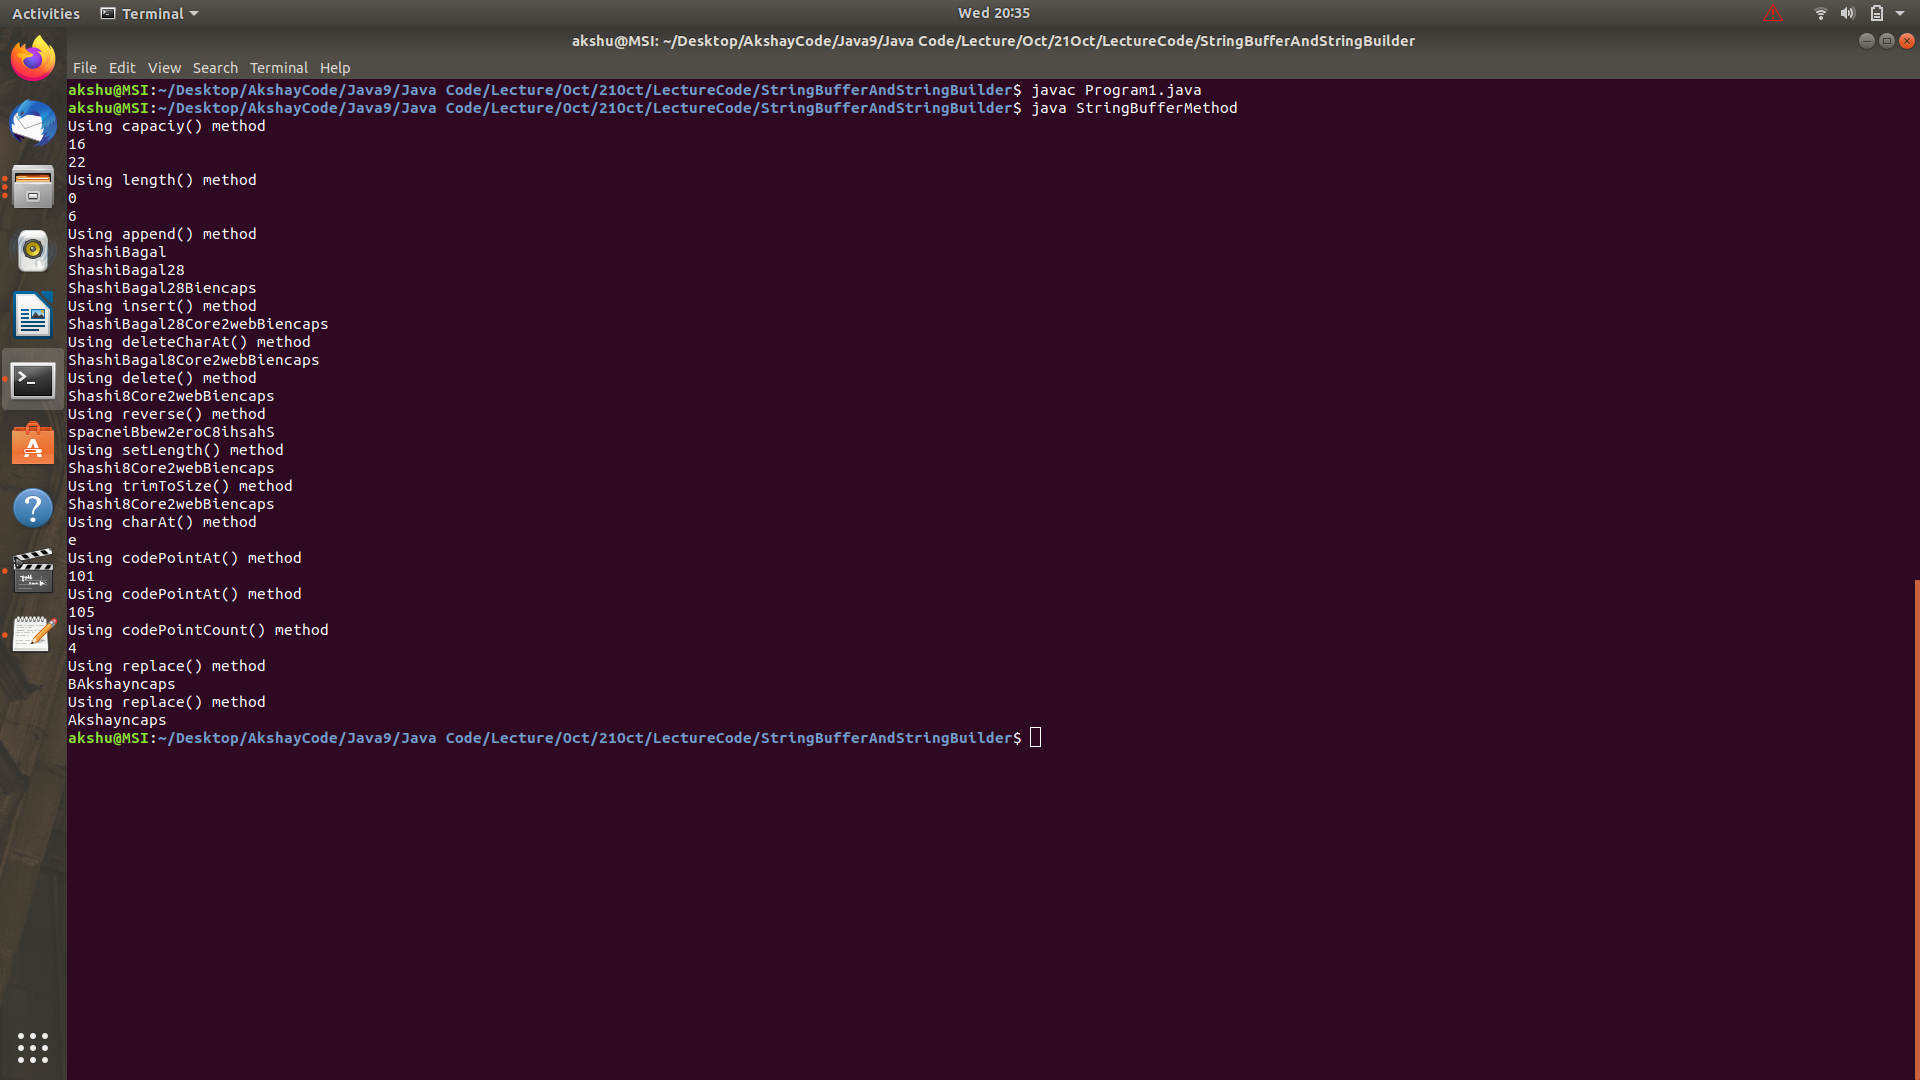 Activities Terminal Wed 20:35
akshu@MSI: ~/Desktop/AkshayCode/Java9/Java Code/Lecture/Oct/21Oct/LectureCode/StringBufferAndStringBuilder
File Edit View Search Terminal Help
akshu@MSI:~/Desktop/AkshayCode/Java9/Java Code/Lecture/Oct/21Oct/LectureCode/StringBufferAndStringBuilder$ javac Program1.java
akshu@MSI:~/Desktop/AkshayCode/Java9/Java Code/Lecture/Oct/21Oct/LectureCode/StringBufferAndStringBuilder$ java StringBufferMethod
Using capaciy() method
16
22
Using length() method
0
6
Using append() method
ShashiBagal
ShashiBagal28
ShashiBagal28Biencaps
Using insert() method
ShashiBagal28Core2webBiencaps
Using deleteCharAt() method
ShashiBagal8Core2webBiencaps
Using delete() method
Shashi8Core2webBiencaps
Using reverse() method
spacneiBbew2eroC8ihsahS
Using setLength() method
Shashi8Core2webBiencaps
Using trimToSize() method
Shashi8Core2webBiencaps
Using charAt() method
e
Using codePointAt() method
101
Using codePointAt() method
105
Using codePointCount() method
4
Using replace() method
BAkshayncaps
Using replace() method
Akshayncaps
akshu@MSI:~/Desktop/AkshayCode/Java9/Java Code/Lecture/Oct/21Oct/LectureCode/StringBufferAndStringBuilder$